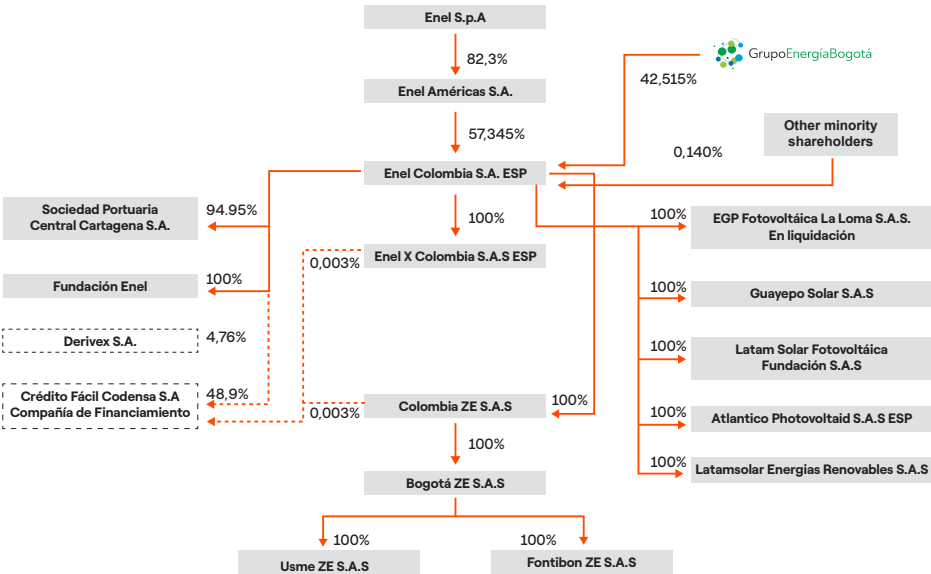 Enel S.p.A
82,3%
GrupoEnergíaBogotá
42,515%
Enel Américas S.A.
57,345%
Other minority
shareholders
0,140%
Enel Colombia S.A. ESP
Sociedad Portuaria
Central Cartagena S.A.
94.95%
100%
100%
EGP Fotovoltáica La Loma S.A.S.
En liquidación
Enel X Colombia S.A.S ESP
0,003%
Fundación Enel
100%
100%
Guayepo Solar S.A.S
Derivex S.A.
4,76%
100%
Latam Solar Fotovoltáica
Fundación S.A.S
Crédito Fácil Codensa S.A
Compañía de Financiamiento
48,9%
0,003%
Colombia ZE S.A.S
100%
100%
Atlantico Photovoltaid S.A.S ESP
100%
100%
Latamsolar Energias Renovables S.A.S
Bogotá ZE S.A.S
100%
100%
Usme ZE S.A.S
Fontibon ZE S.A.S